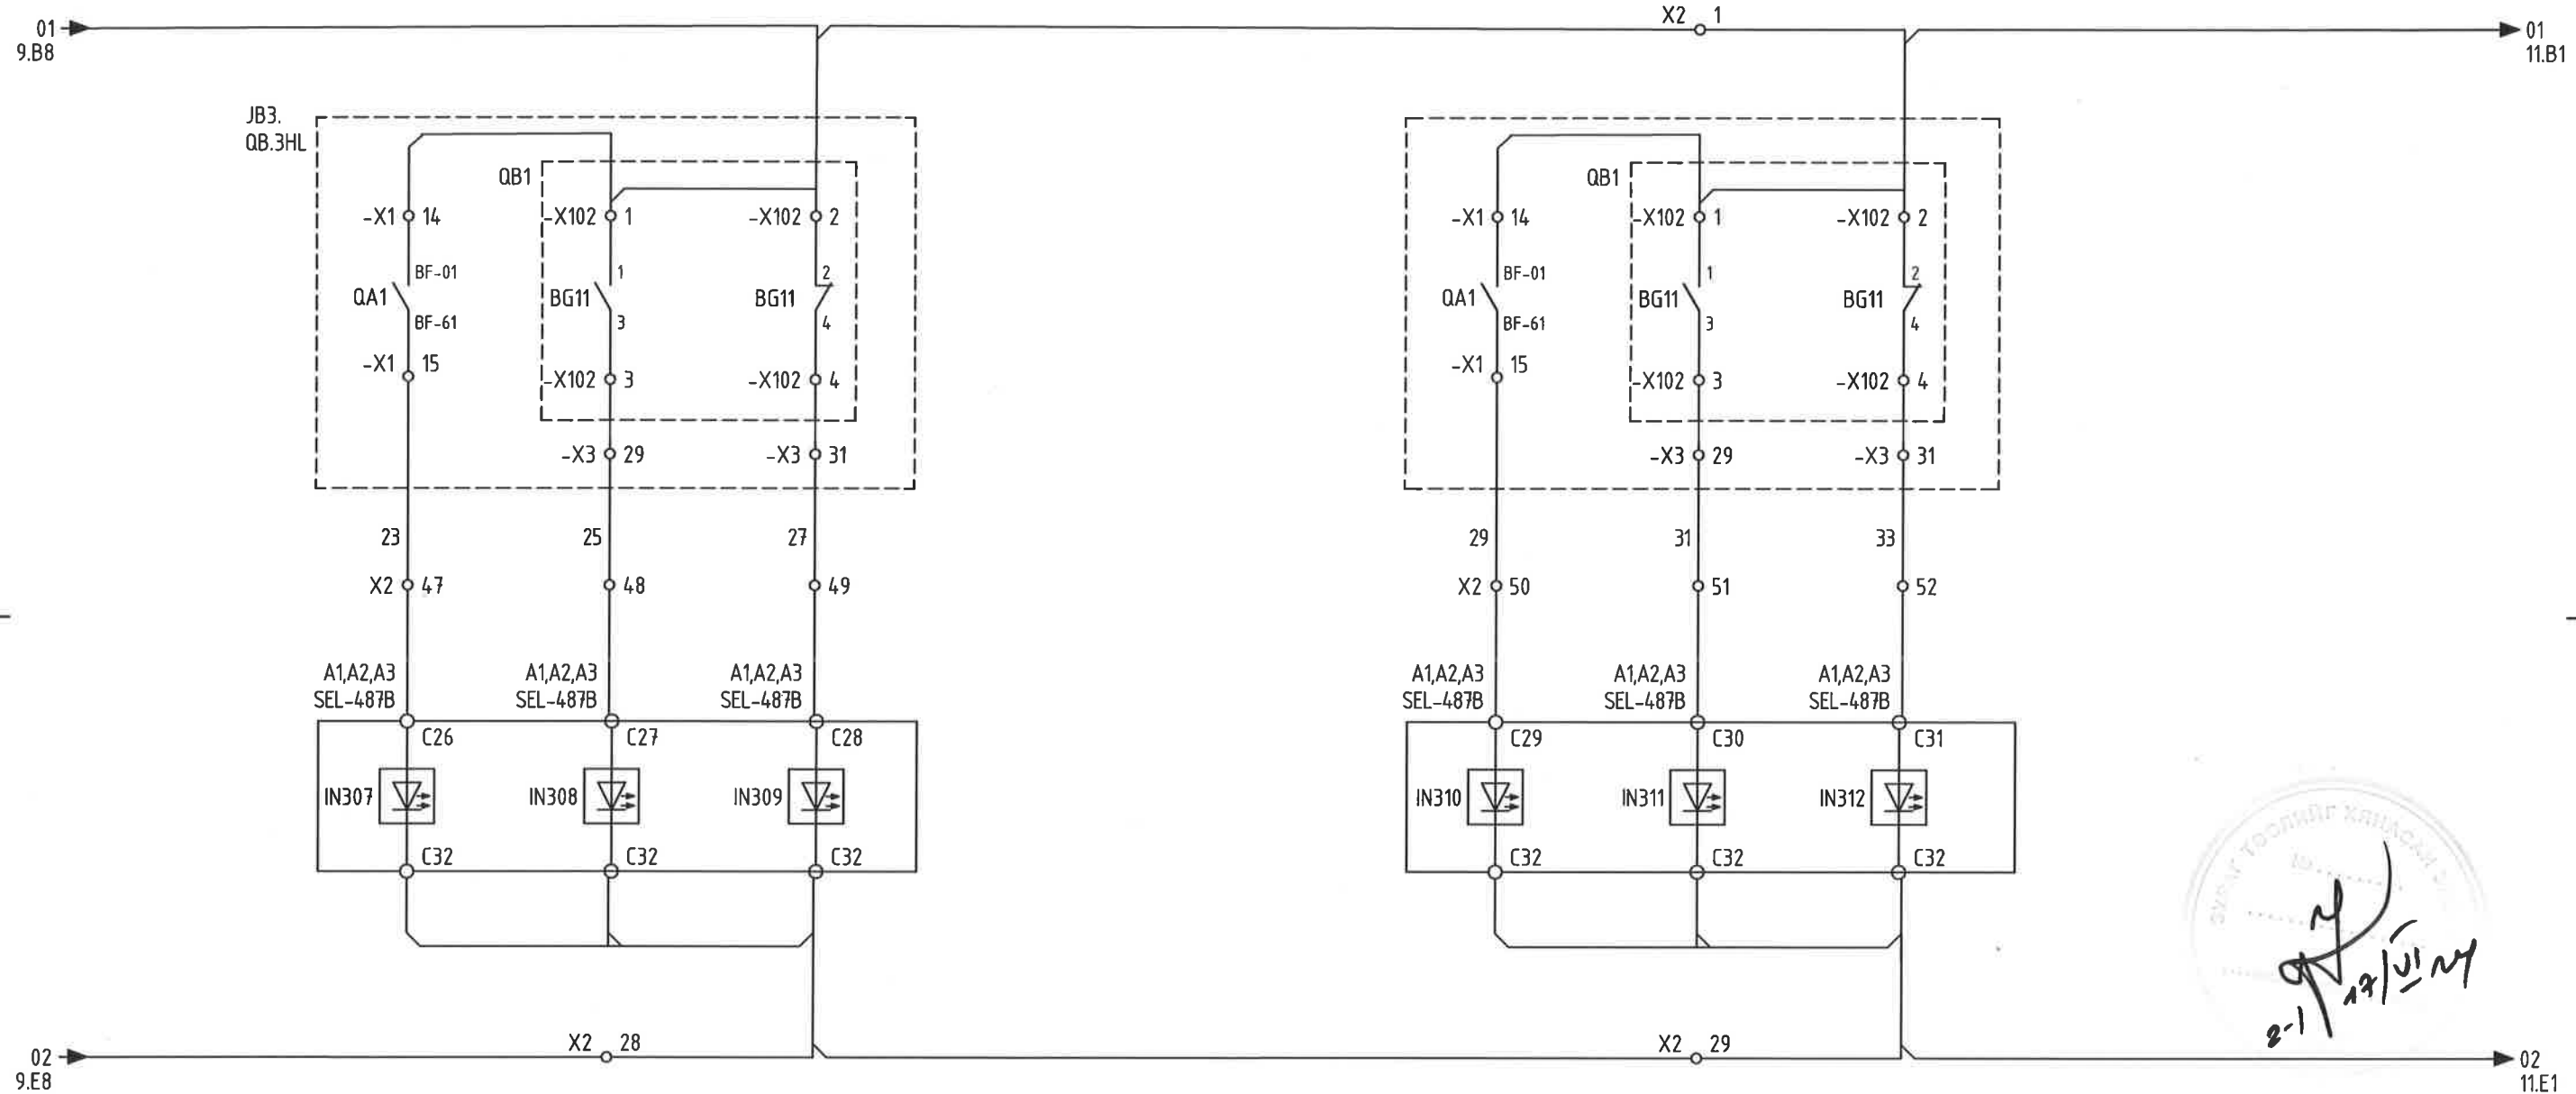 01
9.B8
X2 1
01
11.B1
JB3.
QB.3HL
QB1
-X1 14
-X102 1
-X102 2
BF-01
1
2
QA1
BG11
BG11
BF-61
3
4
-X1 15
-X102 3
-X102 4
-X3 29
-X3 31
23
25
27
X2 47
48
49
A1,A2,A3
SEL-487B
A1,A2,A3
SEL-487B
A1,A2,A3
SEL-487B
C26
C27
C28
IN307
IN308
IN309
C32
C32
C32
QB1
-X1 14
-X102 1
-X102 2
BF-01
1
2
QA1
BG11
BG11
BF-61
3
4
-X1 15
-X102 3
-X102 4
-X3 29
-X3 31
29
31
33
X2 50
51
52
A1,A2,A3
SEL-487B
A1,A2,A3
SEL-487B
A1,A2,A3
SEL-487B
C29
C30
C31
IN310
IN311
IN312
C32
C32
C32
02
9.E8
X2 28
X2 29
02
11.E1